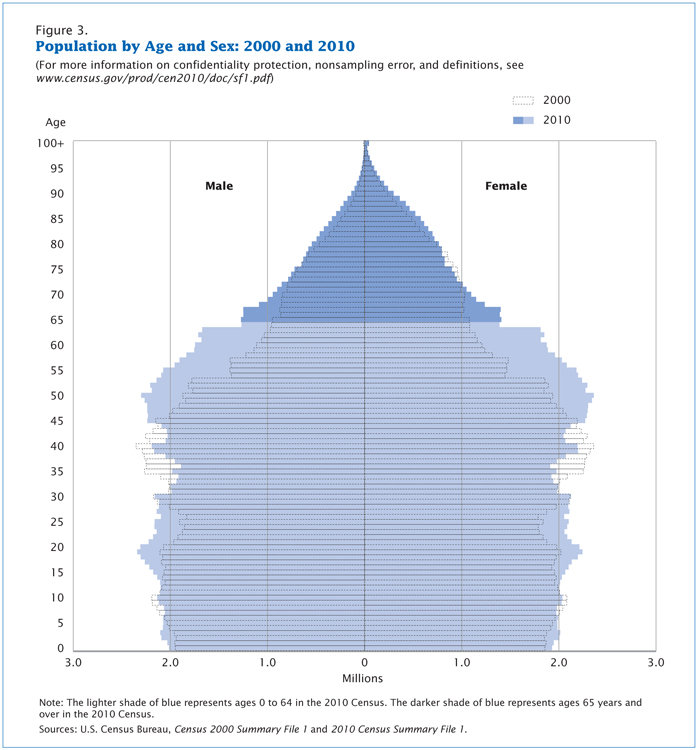 Figure 3.
Population by Age and Sex: 2000 and 2010
(For more information on confidentiality protection, nonsampling error, and definitions, see
www.census.gov/prod/cen2010/doc/sf1.pdf)
2000
2010
Age
100+
Male
Female
95
90
85
80
75
70
65
60
55
50
45
40
35
30
25
20
15
10
5
0
3.0 2.0 1.0 0 1.0 2.0 3.0
Millions
Note: The lighter shade of blue represents ages 0 to 64 in the 2010 Census. The darker shade of blue represents ages 65 years and
over in the 2010 Census.
Sources: U.S. Census Bureau, Census 2000 Summary File 1 and 2010 Census Summary File 1.